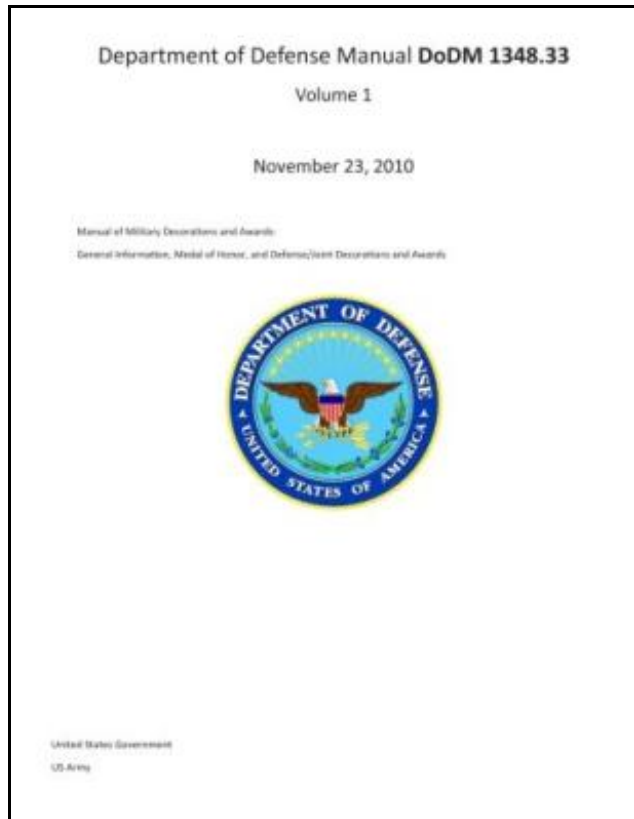 Department of Defense Manual DoDM 1348.33
Volume 1
November 23, 2010
Manual of Military Decorations and Awards:
General Information, Medal of Honor, and Defense/Joint Decorations and Awards
DEPARTMENT OF DEFENSE
UNITED STATES OF AMERICA
United States Government
US Army